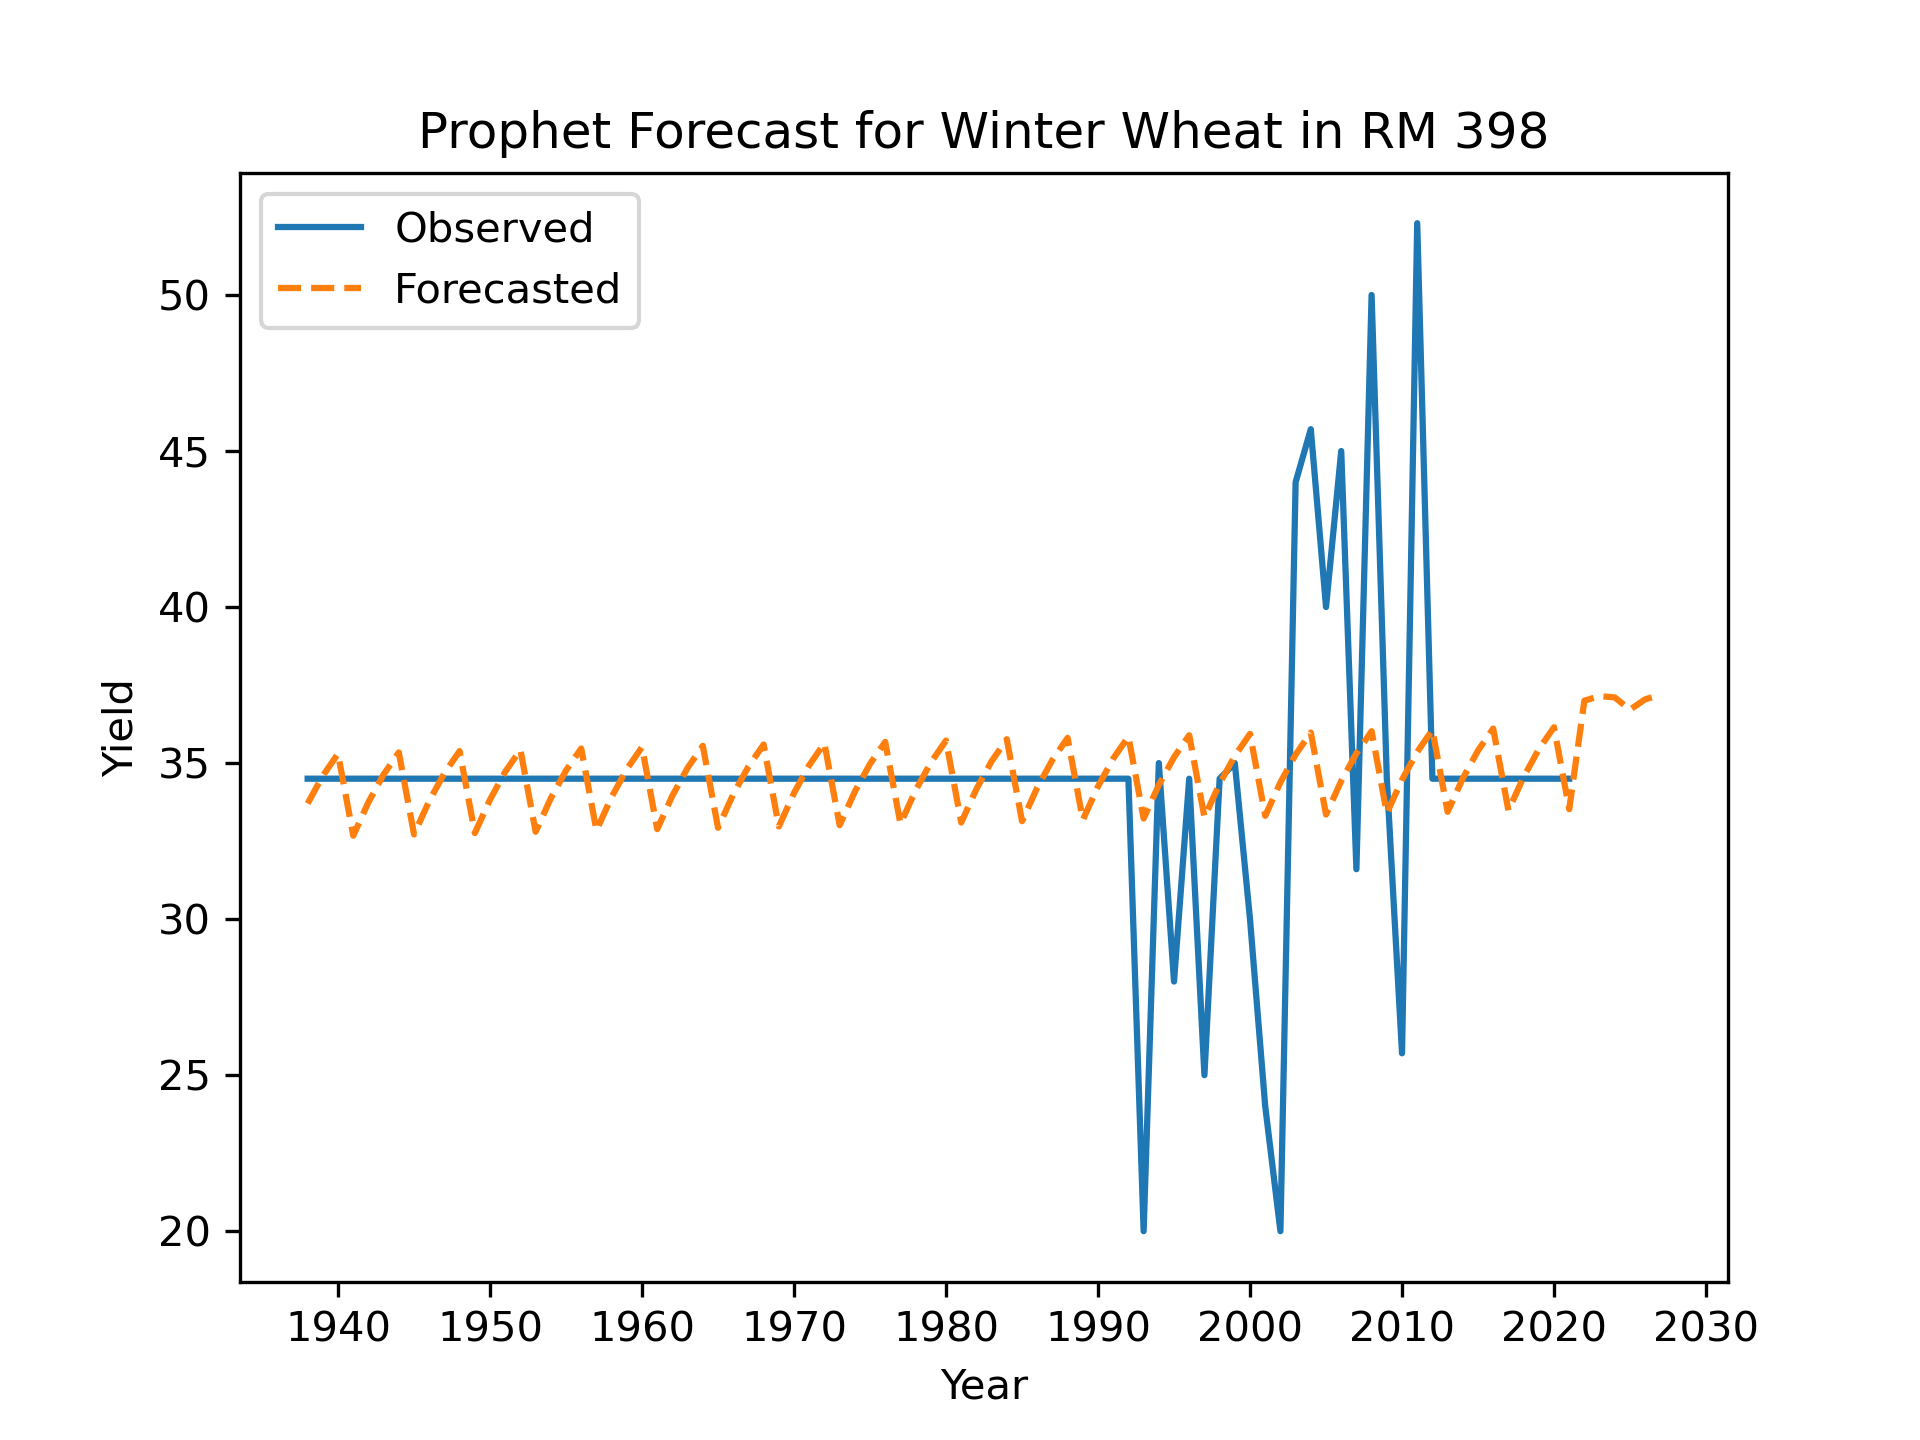 Prophet Forecast for Winter Wheat in RM 398
Observed
Forecasted
50
45
40
35
30
25
20
Yield
1940 1950 1960 1970 1980 1990 2000 2010 2020 2030
Year